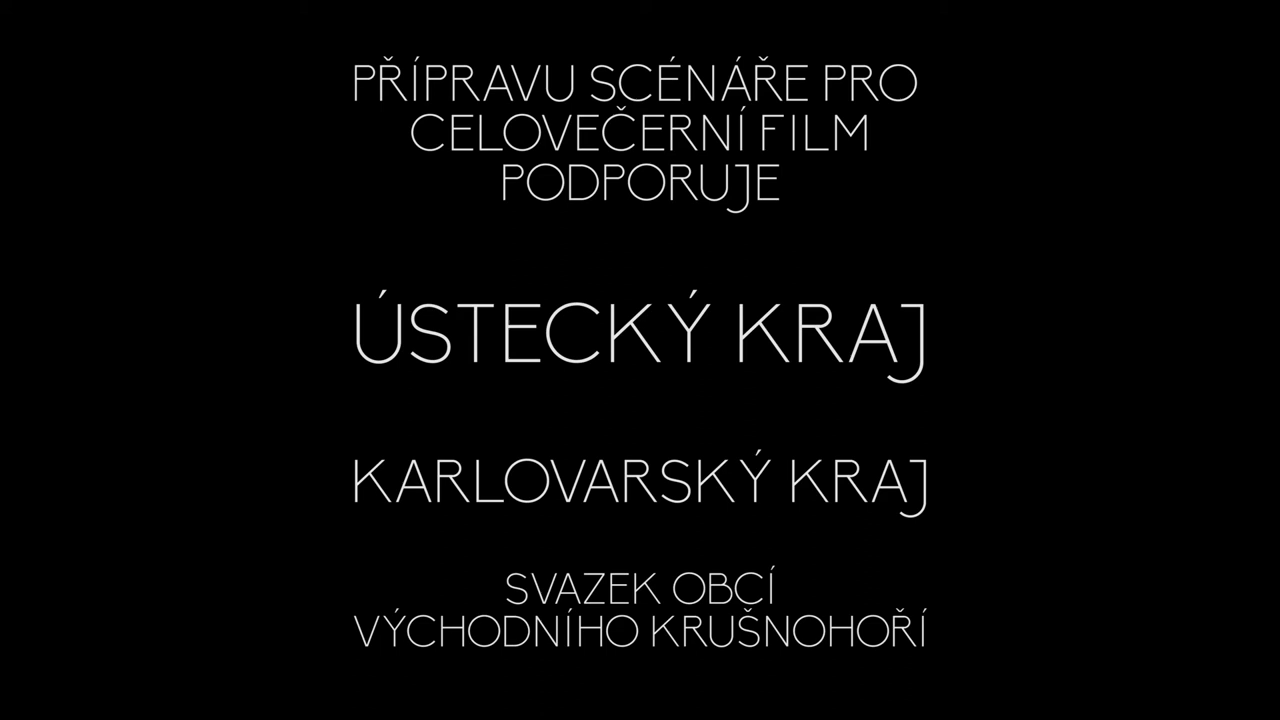 PŘÍPRAVU SCÉNÁŘE PRO
CELOVEČERNÍ FILM
PODPORUJE
ÚSTECKÝ KRAJ
KARLOVARSKÝ KRAJ
SVAZEK OBCÍ
VÝCHODNÍHO KRUŠNOHOŘÍ